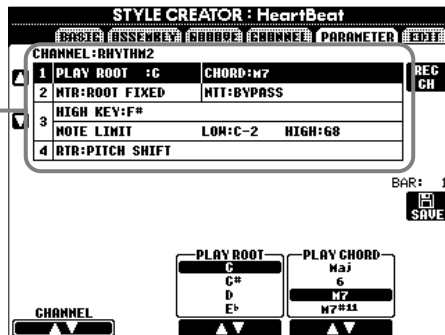 STYLE CREATOR : HeartBeat
BASIC ASSEMBLY GROOVE CHANNEL PARAMETER EDIT
CHANNEL:RHYTHM2
1 PLAY ROOT :C CHORD:M7
2 NTR:ROOT FIXED NTT:BYPASS
3 HIGH KEY:F#
NOTE LIMIT LOW:C-2 HIGH:G8
4 RTR:PITCH SHIFT
REC
CH
BAR: 1
SAVE
PLAY ROOT PLAY CHORD
C Maj
C# 6
D M7
E♭ M7#11
CHANNEL